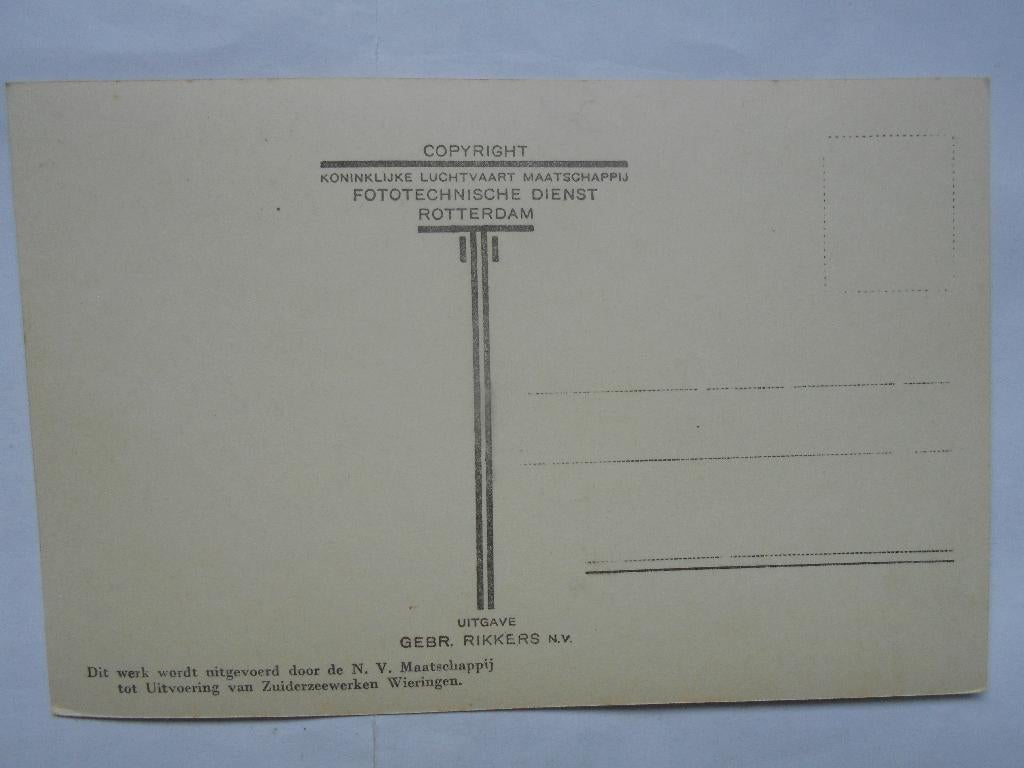 COPYRIGHT
KONINKLIJKE LUCHTVAART MAATSCHAPPIJ
FOTOTECHNISCHE DIENST
ROTTERDAM
UITGAVE
GEBR. RIKKERS N.V.
Dit werk wordt uitgevoerd door de N. V. Maatschappij
tot Uitvoering van Zuiderzeewerken Wieringen.